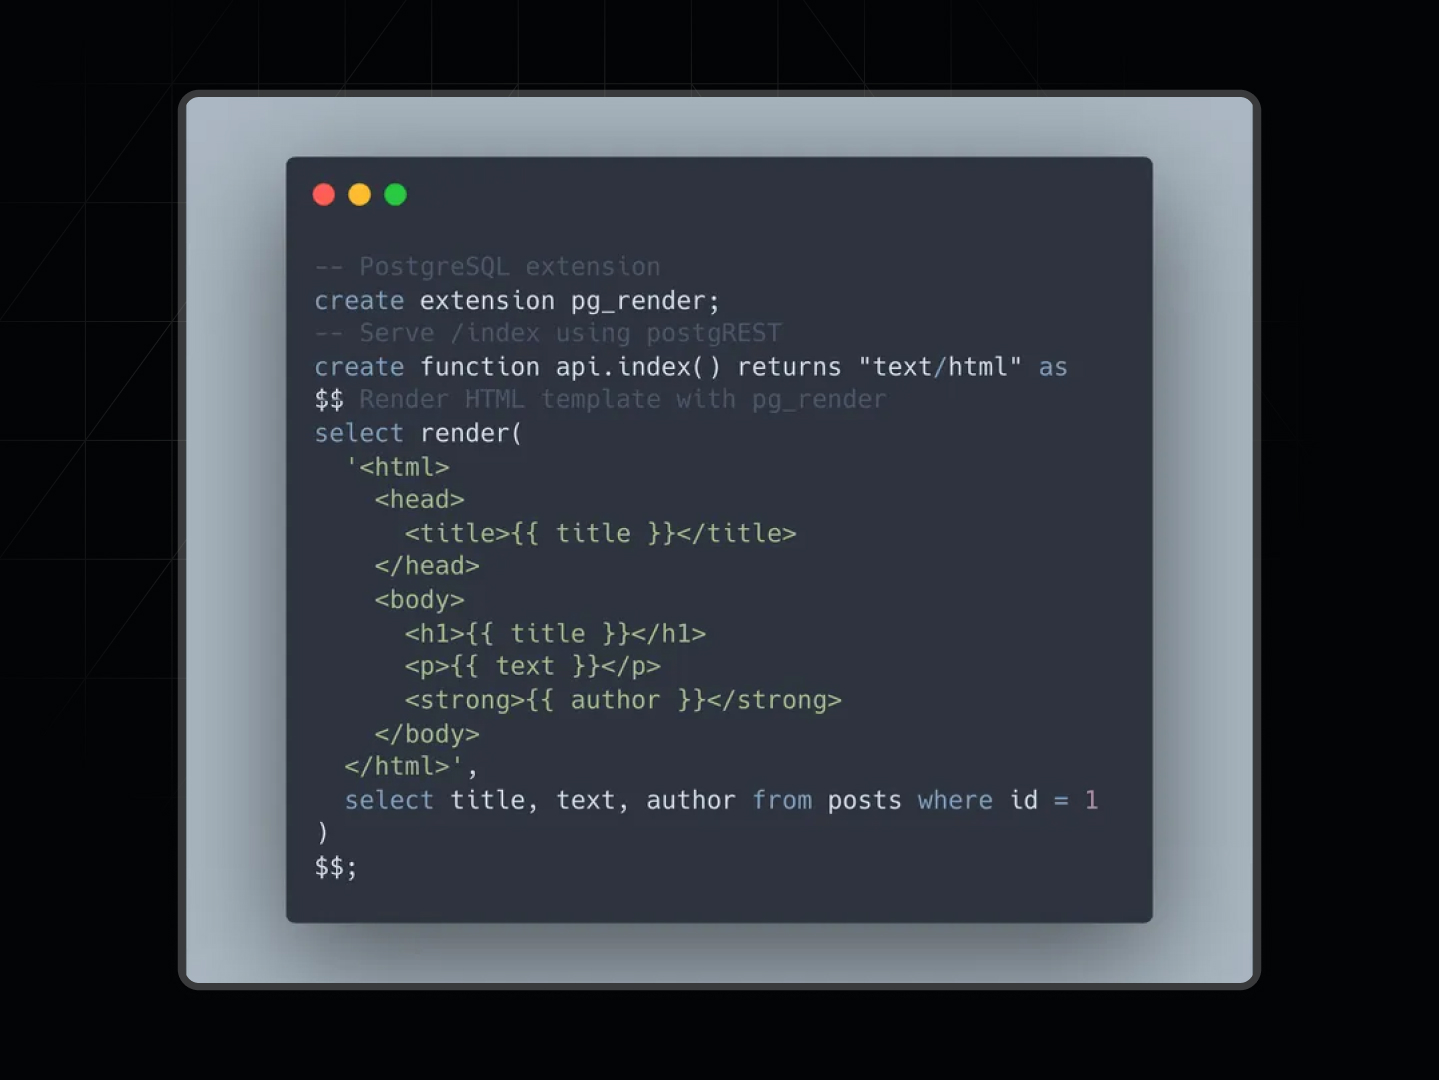 -- PostgreSQL extension
create extension pg_render;
-- Serve /index using postgREST
create function api.index() returns "text/html" as
$$ Render HTML template with pg_render
select render(
  '<html>
    <head>
      <title>{{ title }}</title>
    </head>
    <body>
      <h1>{{ title }}</h1>
      <p>{{ text }}</p>
      <strong>{{ author }}</strong>
    </body>
  </html>',
  select title, text, author from posts where id = 1
)
$$;